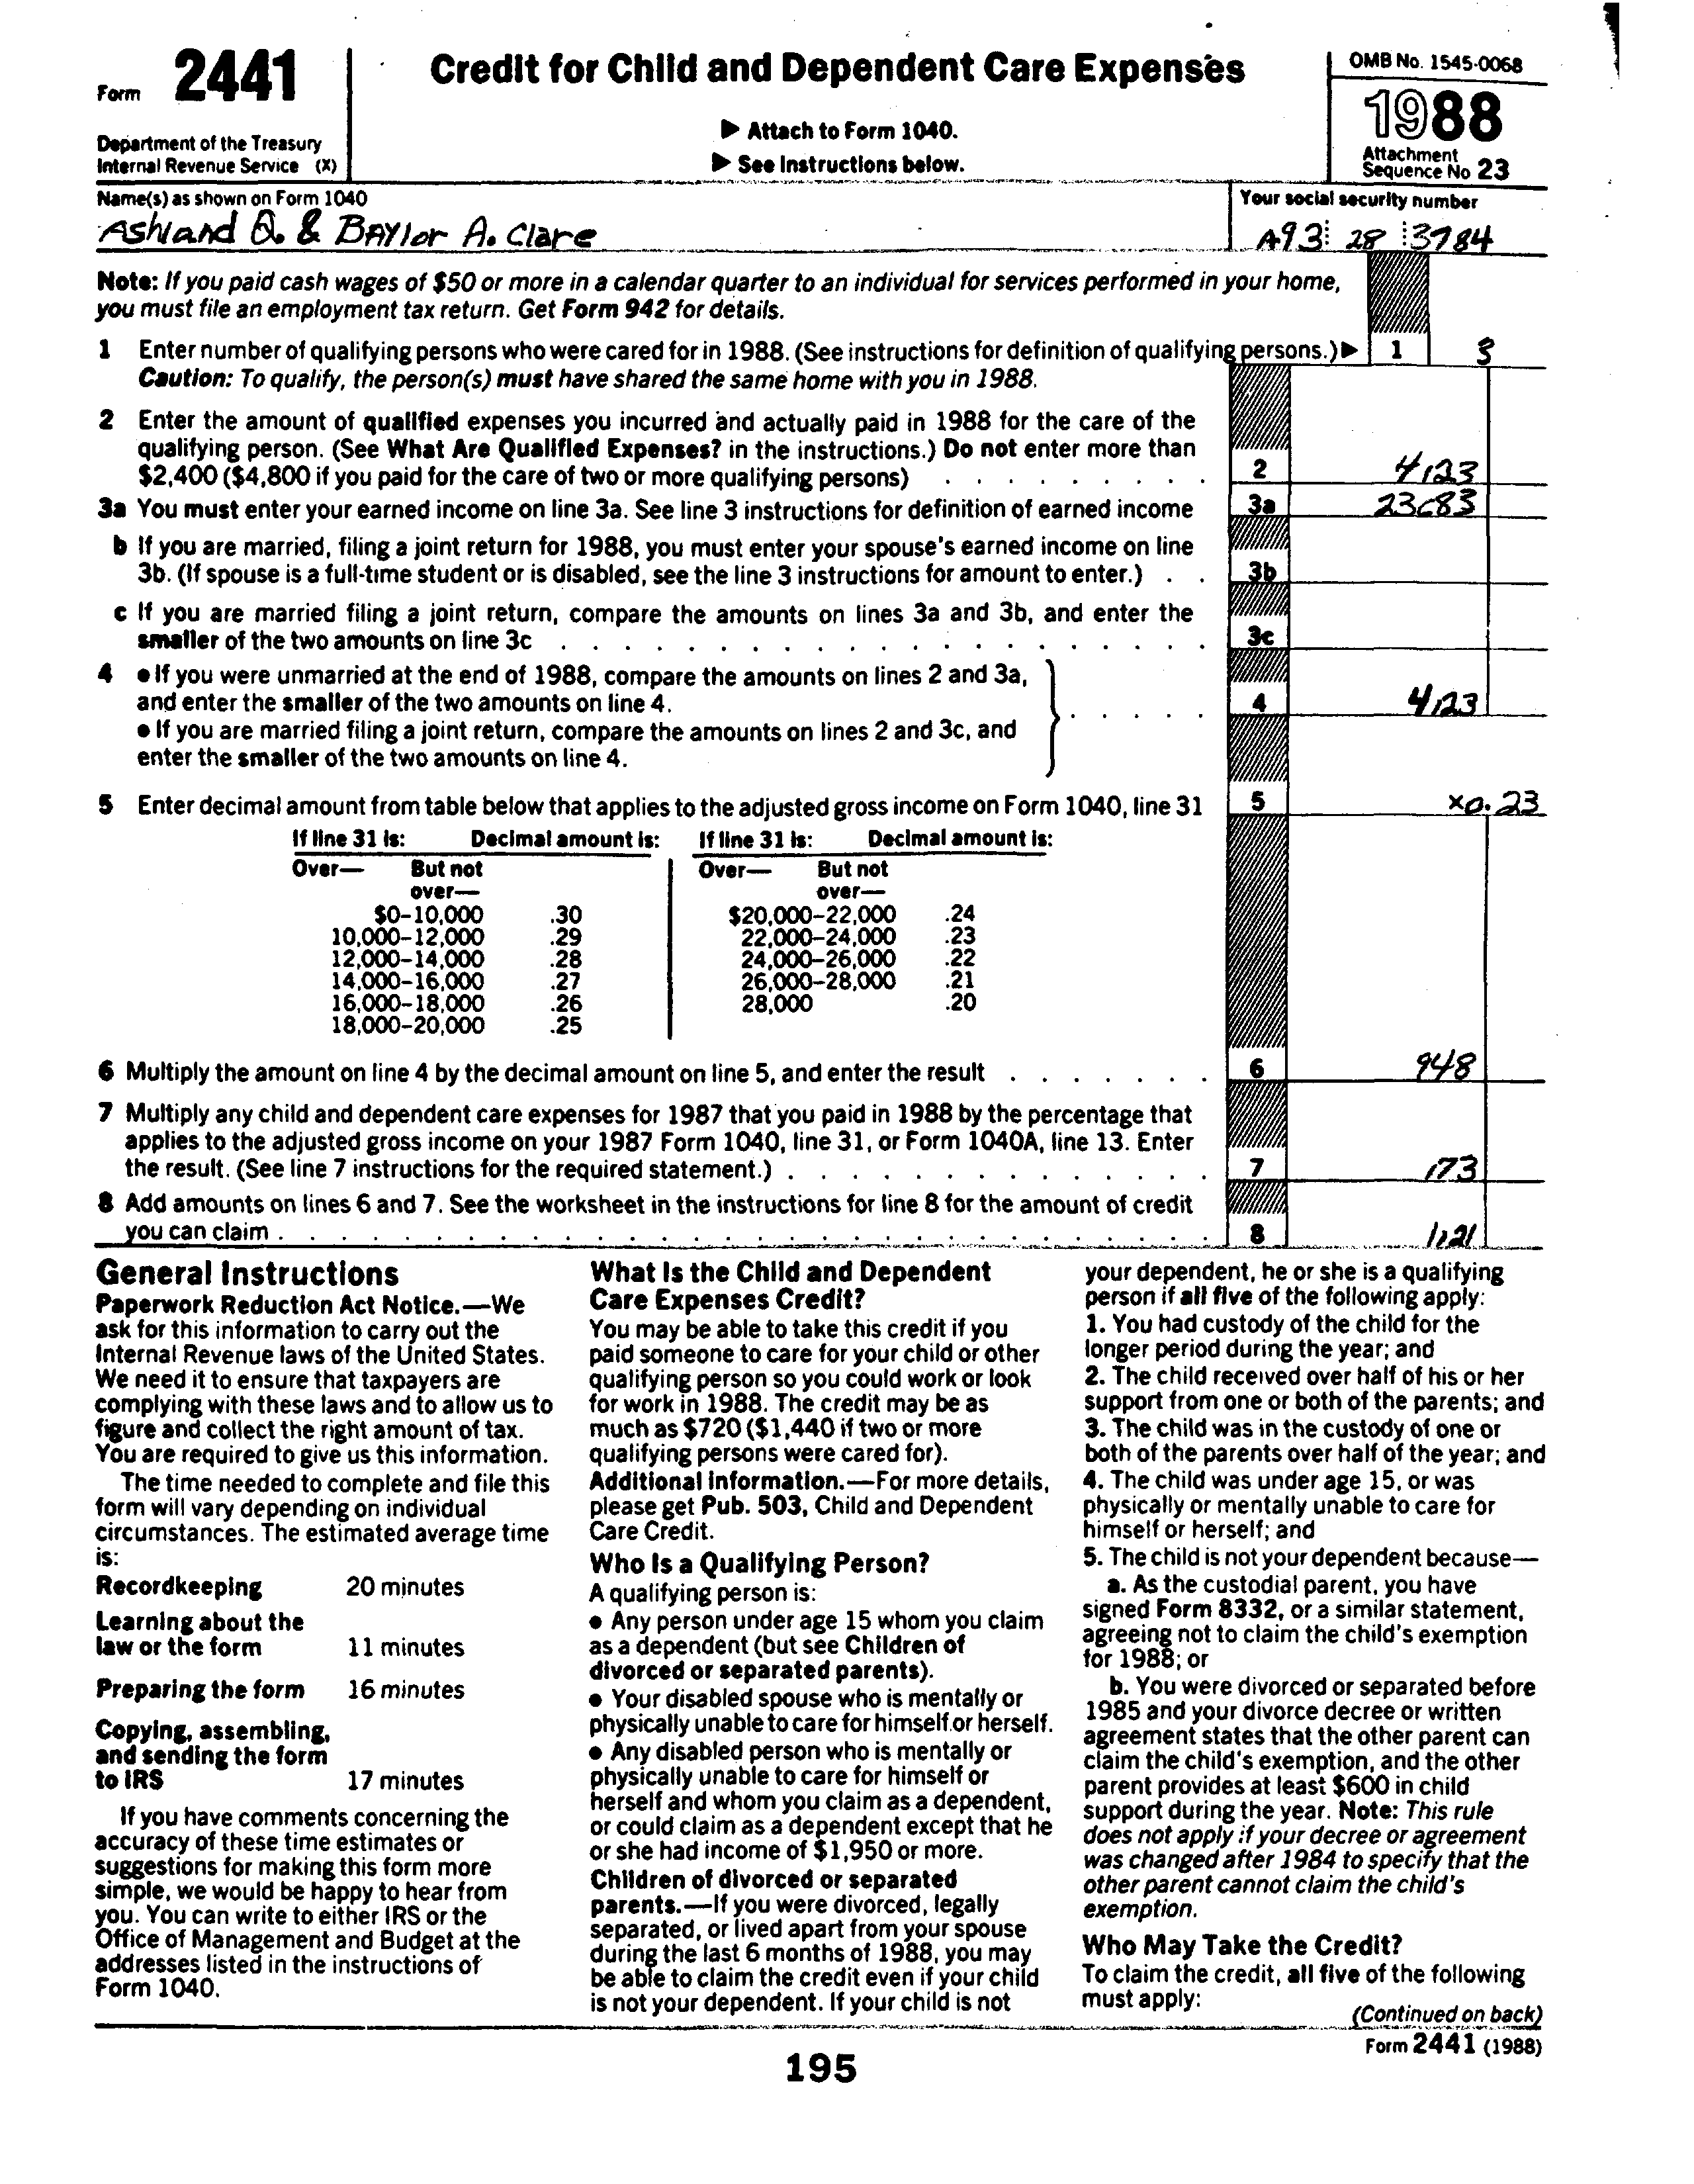 Form 2441
Department of the Treasury
Internal Revenue Service (X)
Credit for Child and Dependent Care Expenses
▶ Attach to Form 1040.
▶ See Instructions below.
OMB No. 1545-0068
1988
Attachment
Sequence No 23
Name(s) as shown on Form 1040
Ashland Q. & BAYlor A. Clare
Your social security number
A93 28 3784
Note: If you paid cash wages of $50 or more in a calendar quarter to an individual for services performed in your home,
you must file an employment tax return. Get Form 942 for details.
1 Enter number of qualifying persons who were cared for in 1988. (See instructions for definition of qualifying persons.) ▶ 1 3
Caution: To qualify, the person(s) must have shared the same home with you in 1988.
2 Enter the amount of qualified expenses you incurred and actually paid in 1988 for the care of the
qualifying person. (See What Are Qualified Expenses? in the instructions.) Do not enter more than
$2,400 ($4,800 if you paid for the care of two or more qualifying persons) . . . . . . . . . 2 4123
3a You must enter your earned income on line 3a. See line 3 instructions for definition of earned income 3a
b If you are married, filing a joint return for 1988, you must enter your spouse's earned income on line
3b. (If spouse is a full-time student or is disabled, see the line 3 instructions for amount to enter.) . . 3b
c If you are married filing a joint return, compare the amounts on lines 3a and 3b, and enter the
smaller of the two amounts on line 3c . . . . . . . . . . . . . . . . . . . . . 3c
4 ● If you were unmarried at the end of 1988, compare the amounts on lines 2 and 3a,
and enter the smaller of the two amounts on line 4. . . . . . 4 4123
● If you are married filing a joint return, compare the amounts on lines 2 and 3c, and
enter the smaller of the two amounts on line 4.
5 Enter decimal amount from table below that applies to the adjusted gross income on Form 1040, line 31 5 x0.23
If line 31 is: Decimal amount is: If line 31 is: Decimal amount is:
Over— But not over— Over— But not over—
$0–10,000 .30 $20,000–22,000 .24
10,000–12,000 .29 22,000–24,000 .23
12,000–14,000 .28 24,000–26,000 .22
14,000–16,000 .27 26,000–28,000 .21
16,000–18,000 .26 28,000 .20
18,000–20,000 .25
6 Multiply the amount on line 4 by the decimal amount on line 5, and enter the result . . . . . . . 6 948
7 Multiply any child and dependent care expenses for 1987 that you paid in 1988 by the percentage that
applies to the adjusted gross income on your 1987 Form 1040, line 31, or Form 1040A, line 13. Enter
the result. (See line 7 instructions for the required statement.) . . . . . . . . . . . . . . 7 173
8 Add amounts on lines 6 and 7. See the worksheet in the instructions for line 8 for the amount of credit
you can claim . . . . . . . . . . . . . . . . . . . . . . . . . . . . . . 8 1121
General Instructions
Paperwork Reduction Act Notice.—We
ask for this information to carry out the
Internal Revenue laws of the United States.
We need it to ensure that taxpayers are
complying with these laws and to allow us to
figure and collect the right amount of tax.
You are required to give us this information.
The time needed to complete and file this
form will vary depending on individual
circumstances. The estimated average time
is:
Recordkeeping 20 minutes
Learning about the
law or the form 11 minutes
Preparing the form 16 minutes
Copying, assembling,
and sending the form
to IRS 17 minutes
If you have comments concerning the
accuracy of these time estimates or
suggestions for making this form more
simple, we would be happy to hear from
you. You can write to either IRS or the
Office of Management and Budget at the
addresses listed in the instructions of
Form 1040.
What Is the Child and Dependent
Care Expenses Credit?
You may be able to take this credit if you
paid someone to care for your child or other
qualifying person so you could work or look
for work in 1988. The credit may be as
much as $720 ($1,440 if two or more
qualifying persons were cared for).
Additional Information.—For more details,
please get Pub. 503, Child and Dependent
Care Credit.
Who Is a Qualifying Person?
A qualifying person is:
● Any person under age 15 whom you claim
as a dependent (but see Children of
divorced or separated parents).
● Your disabled spouse who is mentally or
physically unable to care for himself or herself.
● Any disabled person who is mentally or
physically unable to care for himself or
herself and whom you claim as a dependent,
or could claim as a dependent except that he
or she had income of $1,950 or more.
Children of divorced or separated
parents.—If you were divorced, legally
separated, or lived apart from your spouse
during the last 6 months of 1988, you may
be able to claim the credit even if your child
is not your dependent. If your child is not
your dependent, he or she is a qualifying
person if all five of the following apply:
1. You had custody of the child for the
longer period during the year; and
2. The child received over half of his or her
support from one or both of the parents; and
3. The child was in the custody of one or
both of the parents over half of the year; and
4. The child was under age 15, or was
physically or mentally unable to care for
himself or herself; and
5. The child is not your dependent because—
a. As the custodial parent, you have
signed Form 8332, or a similar statement,
agreeing not to claim the child's exemption
for 1988; or
b. You were divorced or separated before
1985 and your divorce decree or written
agreement states that the other parent can
claim the child's exemption, and the other
parent provides at least $600 in child
support during the year. Note: This rule
does not apply if your decree or agreement
was changed after 1984 to specify that the
other parent cannot claim the child's
exemption.
Who May Take the Credit?
To claim the credit, all five of the following
must apply:
(Continued on back)
Form 2441 (1988)
195